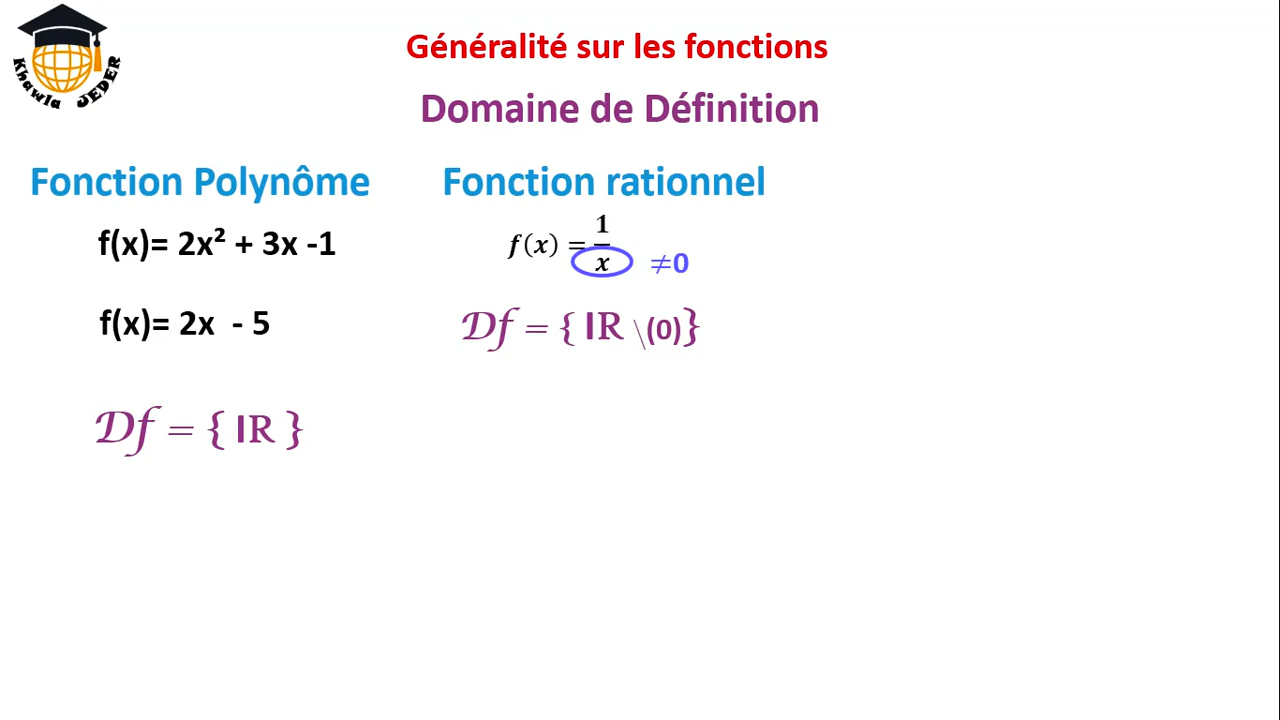 Khawla JEDER
Généralité sur les fonctions
Domaine de Définition
Fonction Polynôme
f(x)= 2x² + 3x -1
f(x)= 2x - 5
𝒟f = { IR }
Fonction rationnel
f(x) = 1/x ≠0
𝒟f = { IR \(0)}